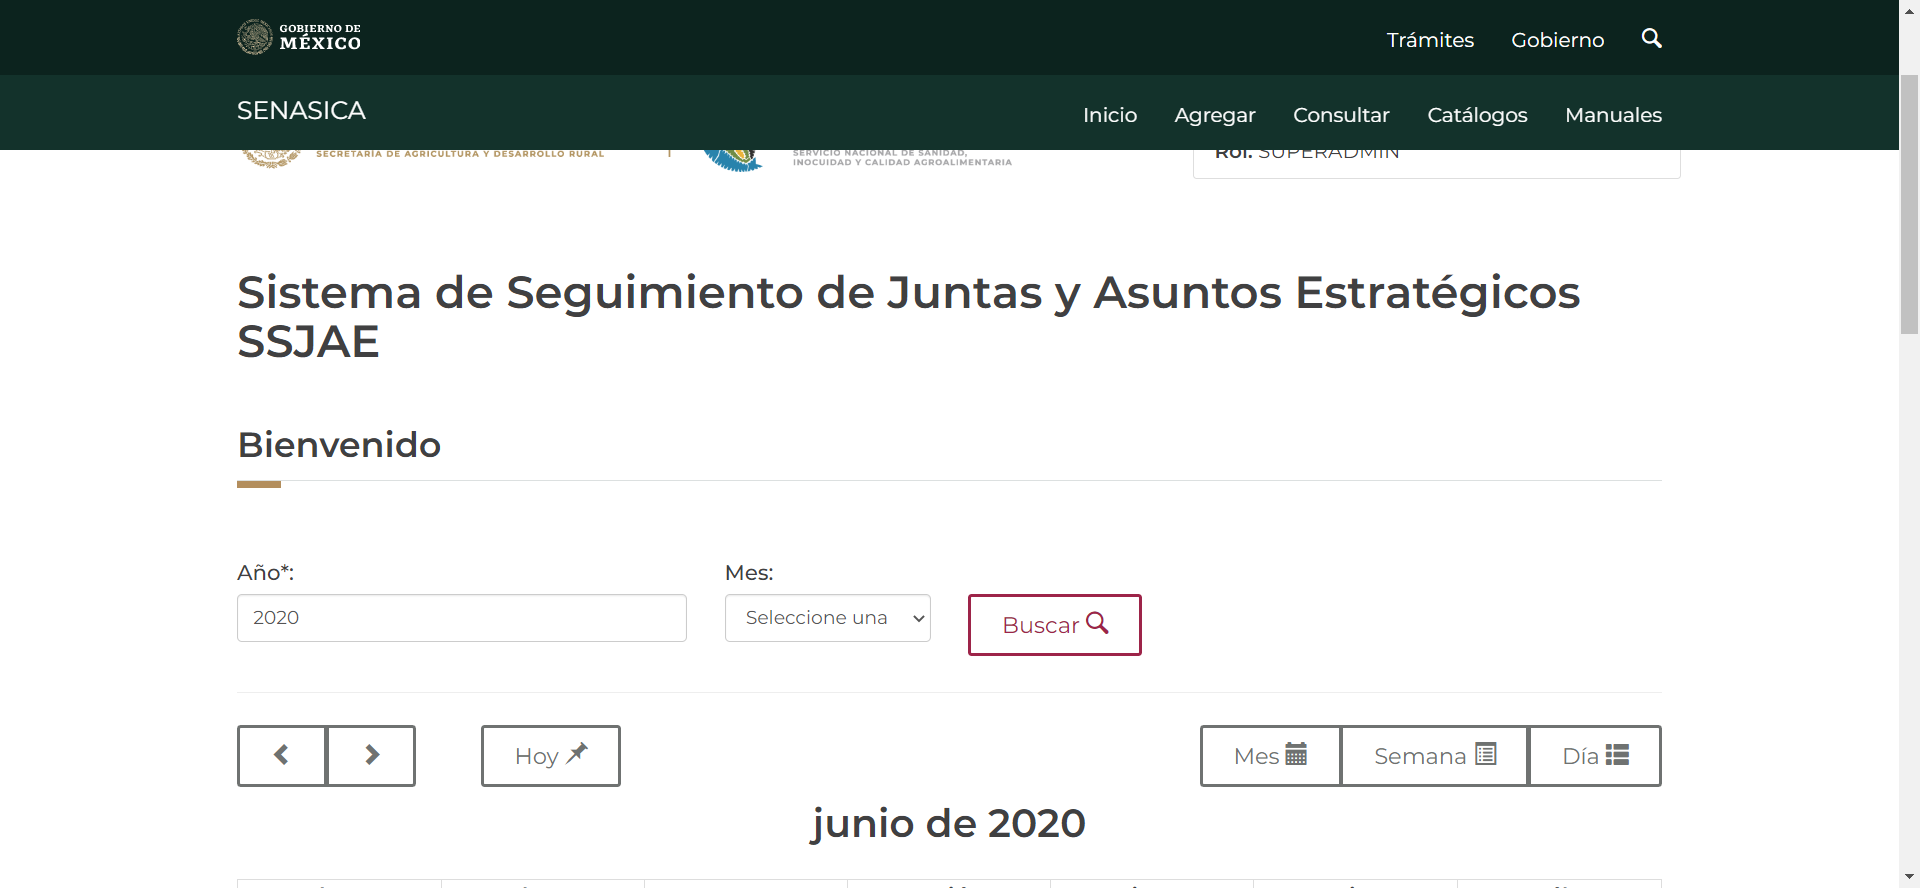 GOBIERNO DE
MÉXICO
Trámites Gobierno
SENASICA
Inicio Agregar Consultar Catálogos Manuales
SECRETARÍA DE AGRICULTURA Y DESARROLLO RURAL
SERVICIO NACIONAL DE SANIDAD,
INOCUIDAD Y CALIDAD AGROALIMENTARIA
Rol: SUPERADMIN
Sistema de Seguimiento de Juntas y Asuntos Estratégicos
SSJAE
Bienvenido
Año*: Mes:
2020 Seleccione una Buscar
Hoy Mes Semana Día
junio de 2020